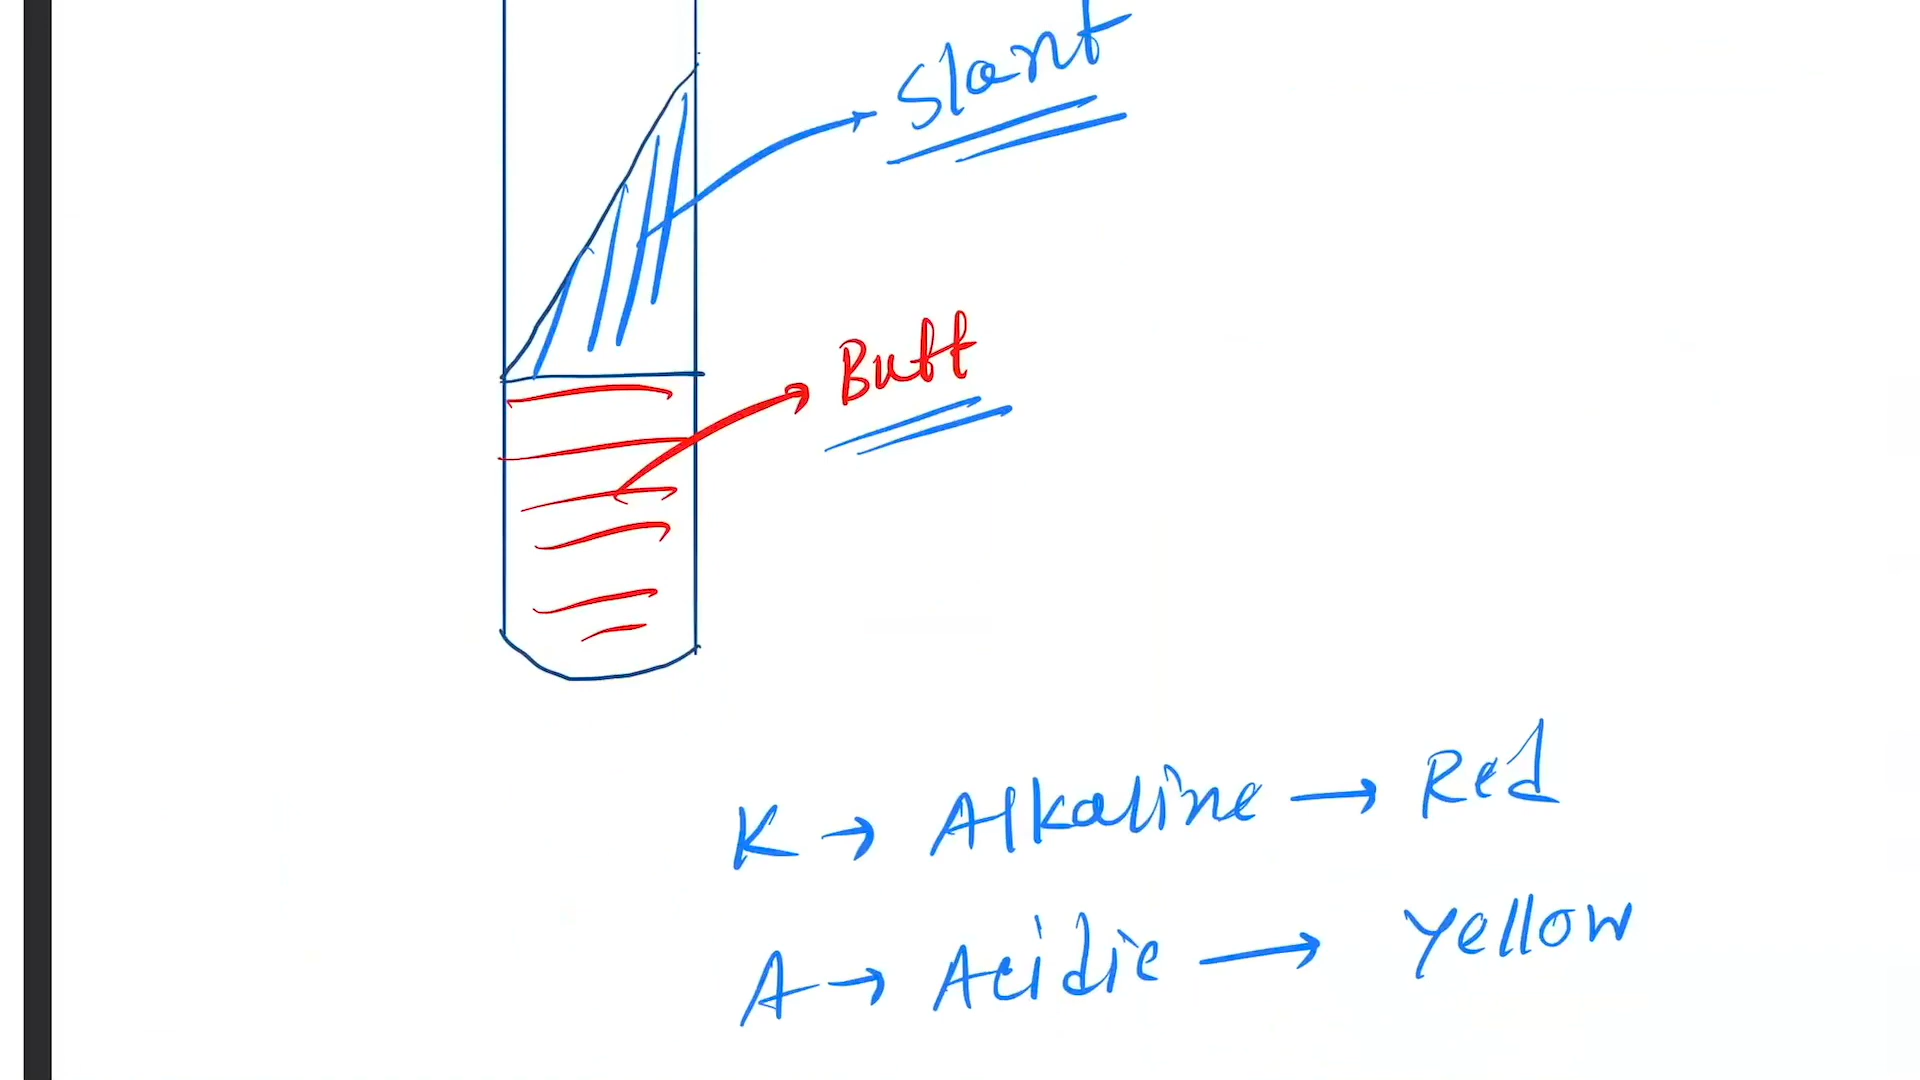 Slant
Butt
K → Alkaline → Red
A → Acidic → Yellow